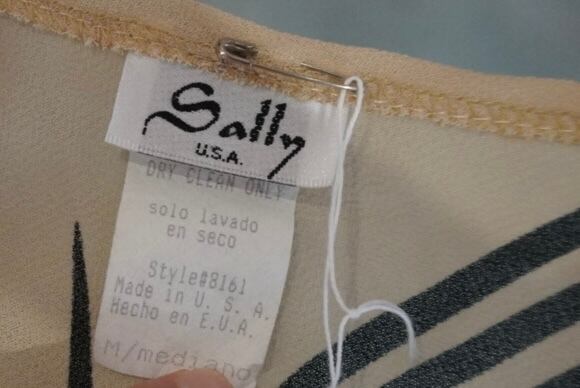 Sally
U.S.A.
DRY CLEAN ONLY
solo lavado
en seco
Style#8161
Made in U. S. A.
Hecho en E.U.A.
M/mediano